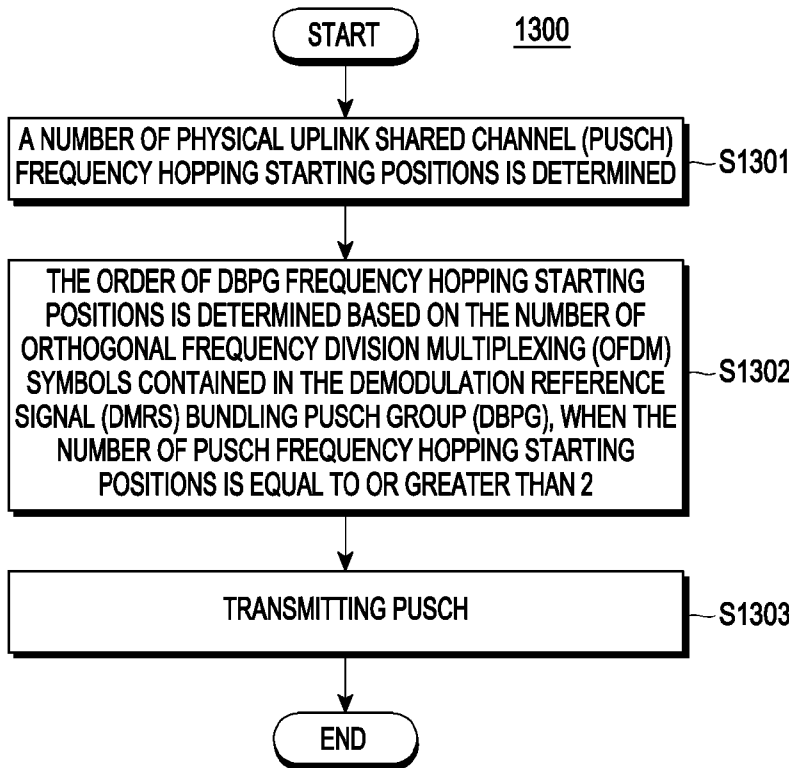 START
1300
A NUMBER OF PHYSICAL UPLINK SHARED CHANNEL (PUSCH)
FREQUENCY HOPPING STARTING POSITIONS IS DETERMINED
S1301
THE ORDER OF DBPG FREQUENCY HOPPING STARTING
POSITIONS IS DETERMINED BASED ON THE NUMBER OF
ORTHOGONAL FREQUENCY DIVISION MULTIPLEXING (OFDM)
SYMBOLS CONTAINED IN THE DEMODULATION REFERENCE
SIGNAL (DMRS) BUNDLING PUSCH GROUP (DBPG), WHEN THE
NUMBER OF PUSCH FREQUENCY HOPPING STARTING
POSITIONS IS EQUAL TO OR GREATER THAN 2
S1302
TRANSMITTING PUSCH
S1303
END